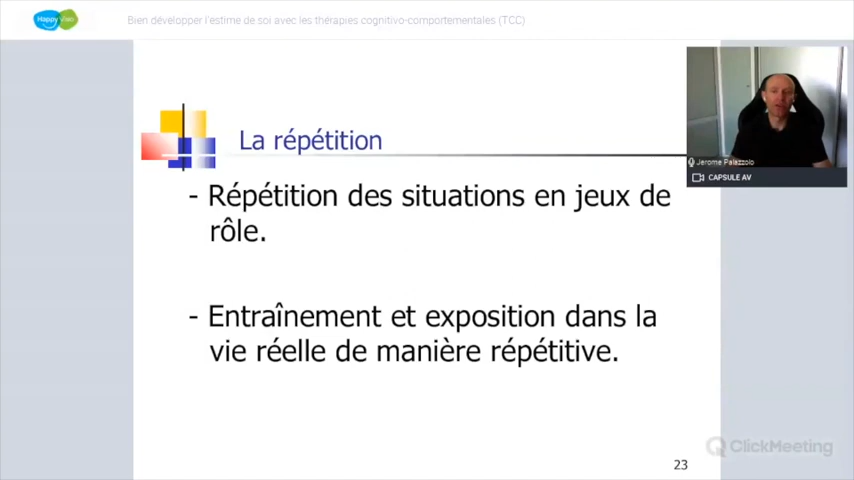 Happy Visio
Bien développer l'estime de soi avec les thérapies cognitivo-comportementales (TCC)
La répétition
Jerome Palazzolo
CAPSULE AV
- Répétition des situations en jeux de
rôle.
- Entraînement et exposition dans la
vie réelle de manière répétitive.
ClickMeeting
23